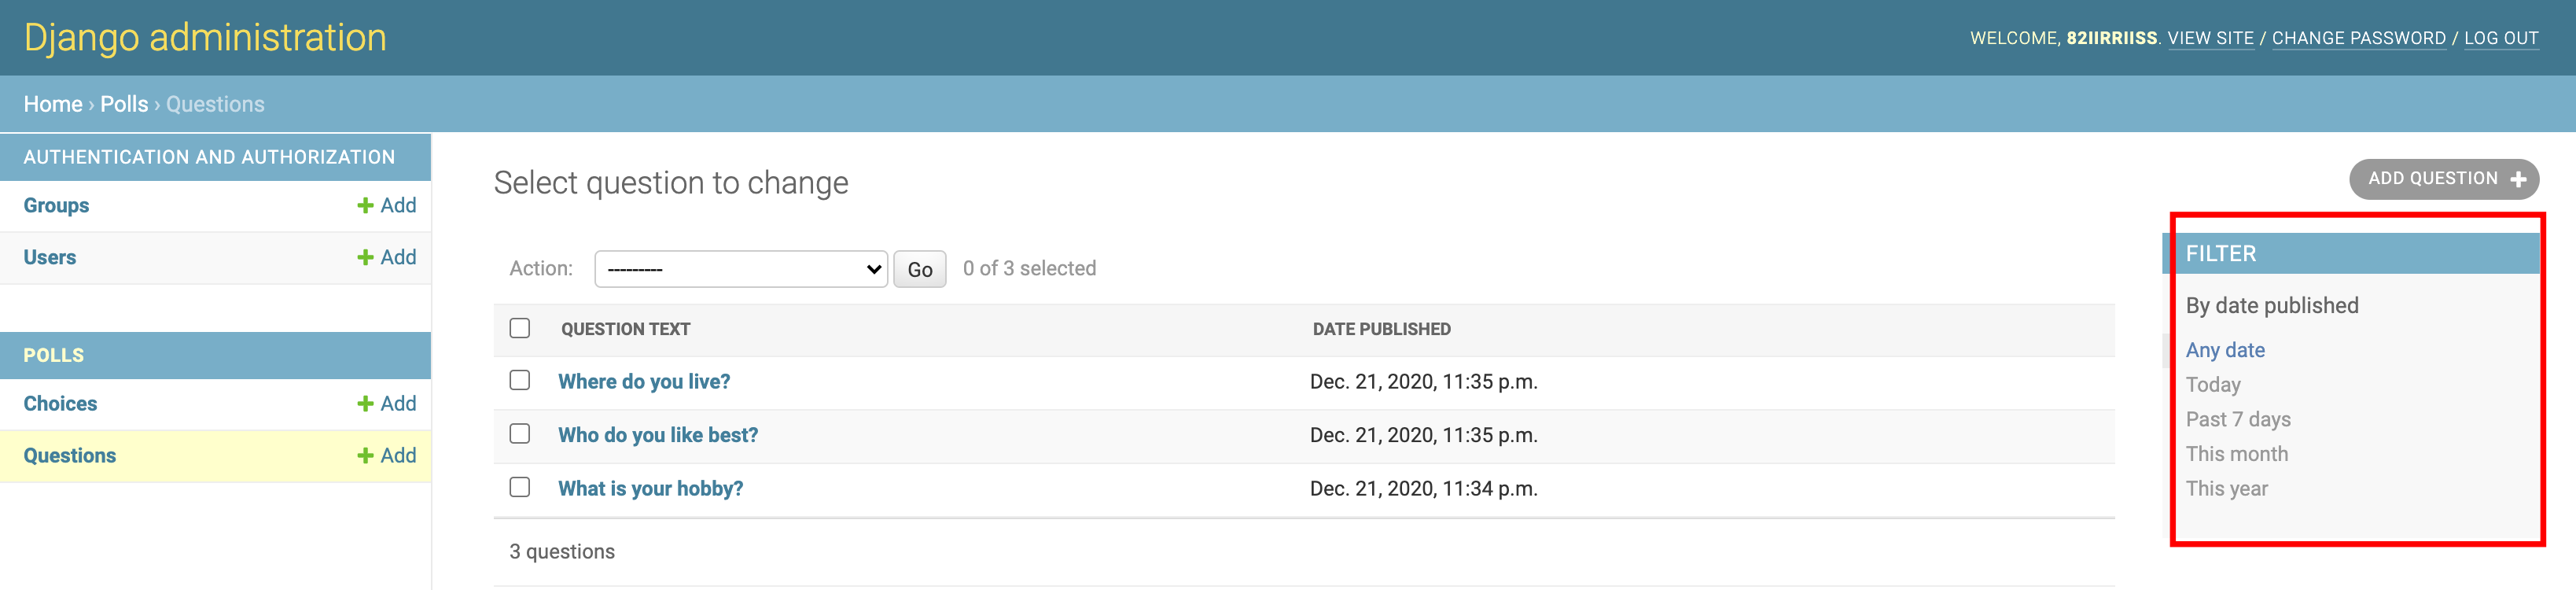 Django administration
WELCOME, 82IIRRIISS. VIEW SITE / CHANGE PASSWORD / LOG OUT
Home › Polls › Questions
AUTHENTICATION AND AUTHORIZATION
Groups + Add
Users + Add
POLLS
Choices + Add
Questions + Add
Select question to change
ADD QUESTION +
Action: --------- Go 0 of 3 selected
QUESTION TEXT DATE PUBLISHED
Where do you live? Dec. 21, 2020, 11:35 p.m.
Who do you like best? Dec. 21, 2020, 11:35 p.m.
What is your hobby? Dec. 21, 2020, 11:34 p.m.
3 questions
FILTER
By date published
Any date
Today
Past 7 days
This month
This year